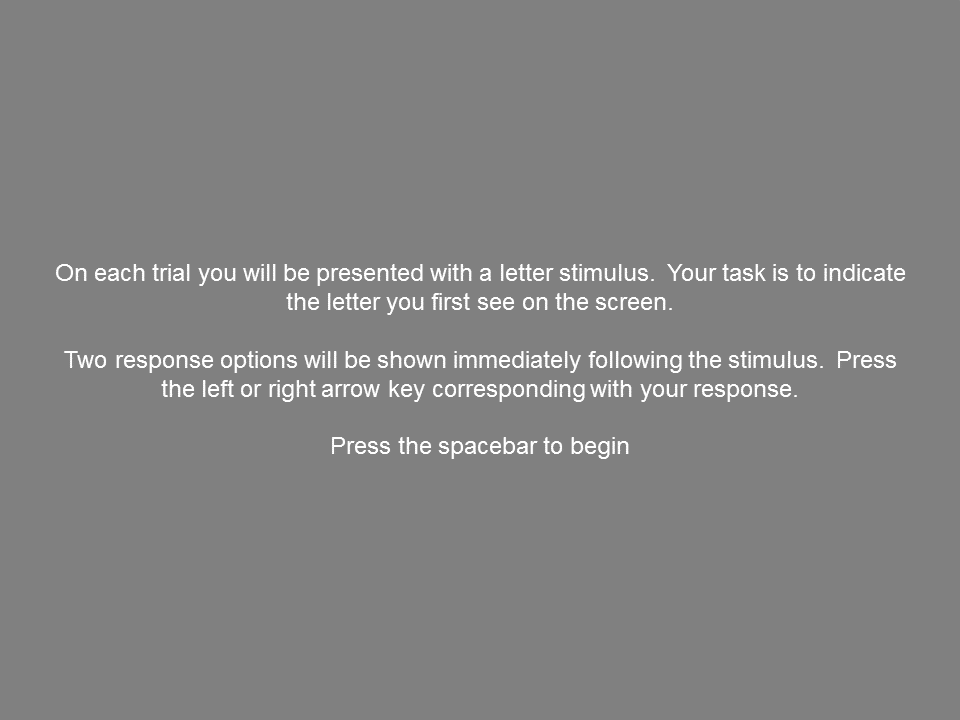 On each trial you will be presented with a letter stimulus.  Your task is to indicate
the letter you first see on the screen.
Two response options will be shown immediately following the stimulus.  Press
the left or right arrow key corresponding with your response.
Press the spacebar to begin